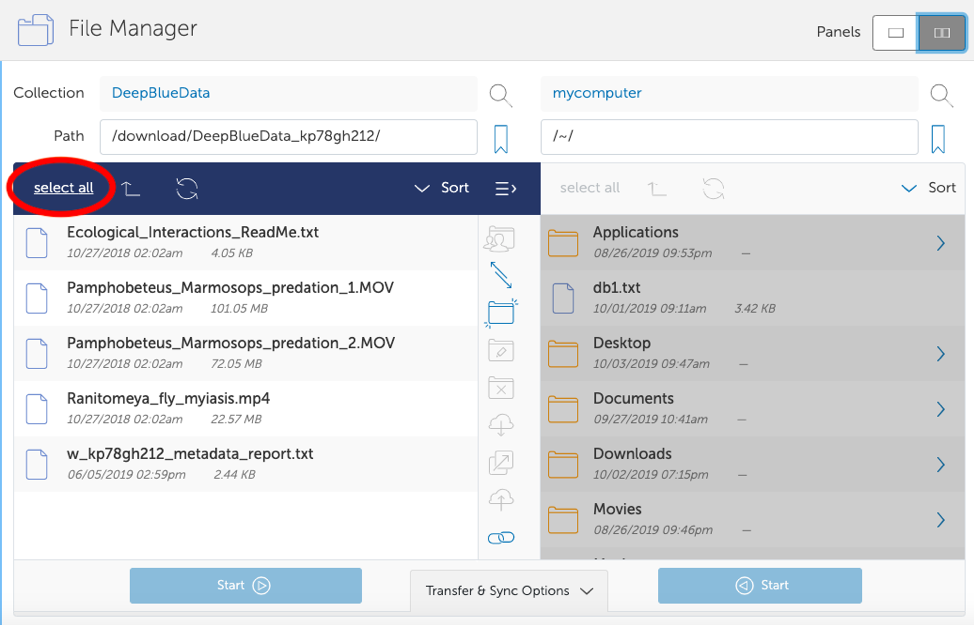 File Manager
Panels
Collection
DeepBlueData
mycomputer
Path
/download/DeepBlueData_kp78gh212/
/~/
select all
Sort
select all
Sort
Ecological_Interactions_ReadMe.txt
10/27/2018 02:02am 4.05 KB
Pamphobeteus_Marmosops_predation_1.MOV
10/27/2018 02:02am 101.05 MB
Pamphobeteus_Marmosops_predation_2.MOV
10/27/2018 02:02am 72.05 MB
Ranitomeya_fly_myiasis.mp4
10/27/2018 02:02am 22.57 MB
w_kp78gh212_metadata_report.txt
06/05/2019 02:59pm 2.44 KB
Applications
08/26/2019 09:53pm —
db1.txt
10/01/2019 09:11am 3.42 KB
Desktop
10/03/2019 09:47am —
Documents
09/27/2019 10:41am —
Downloads
10/02/2019 07:15pm —
Movies
08/26/2019 09:46pm —
Start
Transfer & Sync Options
Start